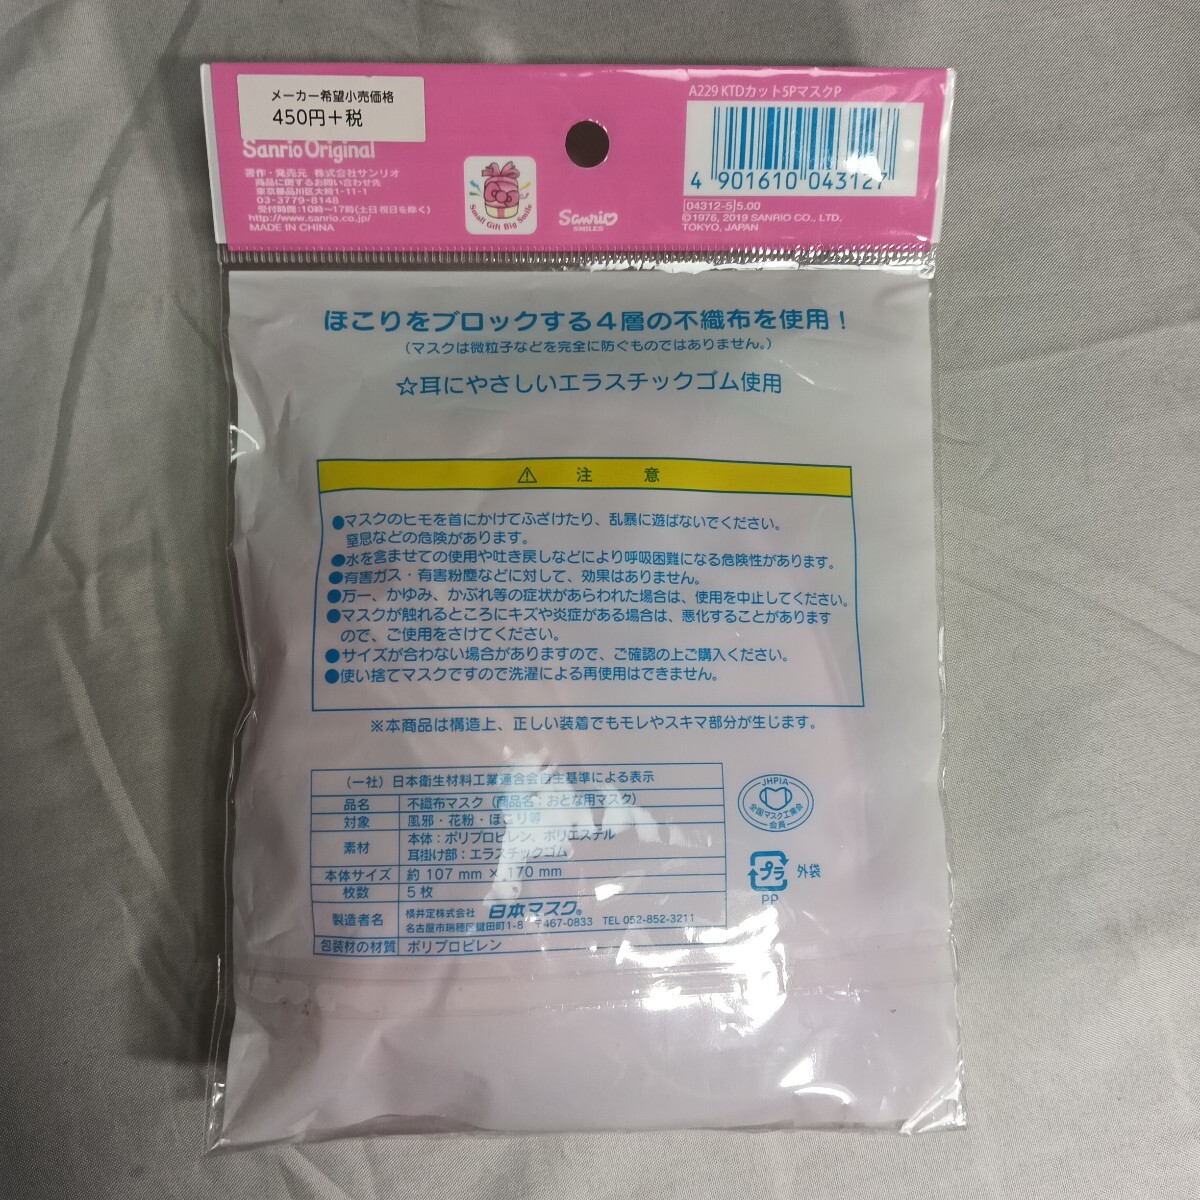 メーカー希望小売価格
450円＋税
Sanrio Original
著作・発売元 株式会社サンリオ
商品に関するお問い合わせ先
東京都品川区大崎1-11-1
03-3779-8148
受付時間:10時〜17時(土日祝日を除く)
http://www.sanrio.co.jp/
MADE IN CHINA
Small Gift Big Smile
Sanrio
SMILES
A229 KTDカット5PマスクP
4 901610 043127
04312-5 5.00
©1976, 2019 SANRIO CO., LTD.
TOKYO, JAPAN
ほこりをブロックする4層の不織布を使用！
（マスクは微粒子などを完全に防ぐものではありません。）
☆耳にやさしいエラスチックゴム使用
⚠ 注 意
●マスクのヒモを首にかけてふざけたり、乱暴に遊ばないでください。
窒息などの危険があります。
●水を含ませての使用や吐き戻しなどにより呼吸困難になる危険性があります。
●有害ガス・有害粉塵などに対して、効果はありません。
●万一、かゆみ、かぶれ等の症状があらわれた場合は、使用を中止してください。
●マスクが触れるところにキズや炎症がある場合は、悪化することがあります
ので、ご使用をさけてください。
●サイズが合わない場合がありますので、ご確認の上ご購入ください。
●使い捨てマスクですので洗濯による再使用はできません。
※本商品は構造上、正しい装着でもモレやスキマ部分が生じます。
（一社）日本衛生材料工業連合会自主基準による表示
品名 不織布マスク（商品名：おとな用マスク）
対象 風邪・花粉・ほこり等
素材 本体：ポリプロピレン、ポリエステル
耳掛け部：エラスチックゴム
本体サイズ 約 107 mm × 170 mm
枚数 5 枚
製造者名 横井定株式会社 日本マスク®
名古屋市瑞穂区鍵田町1-8 〒467-0833 TEL 052-852-3211
包装材の材質 ポリプロピレン
JHPIA
全国マスク工業会
会員
プラ 外袋
PP